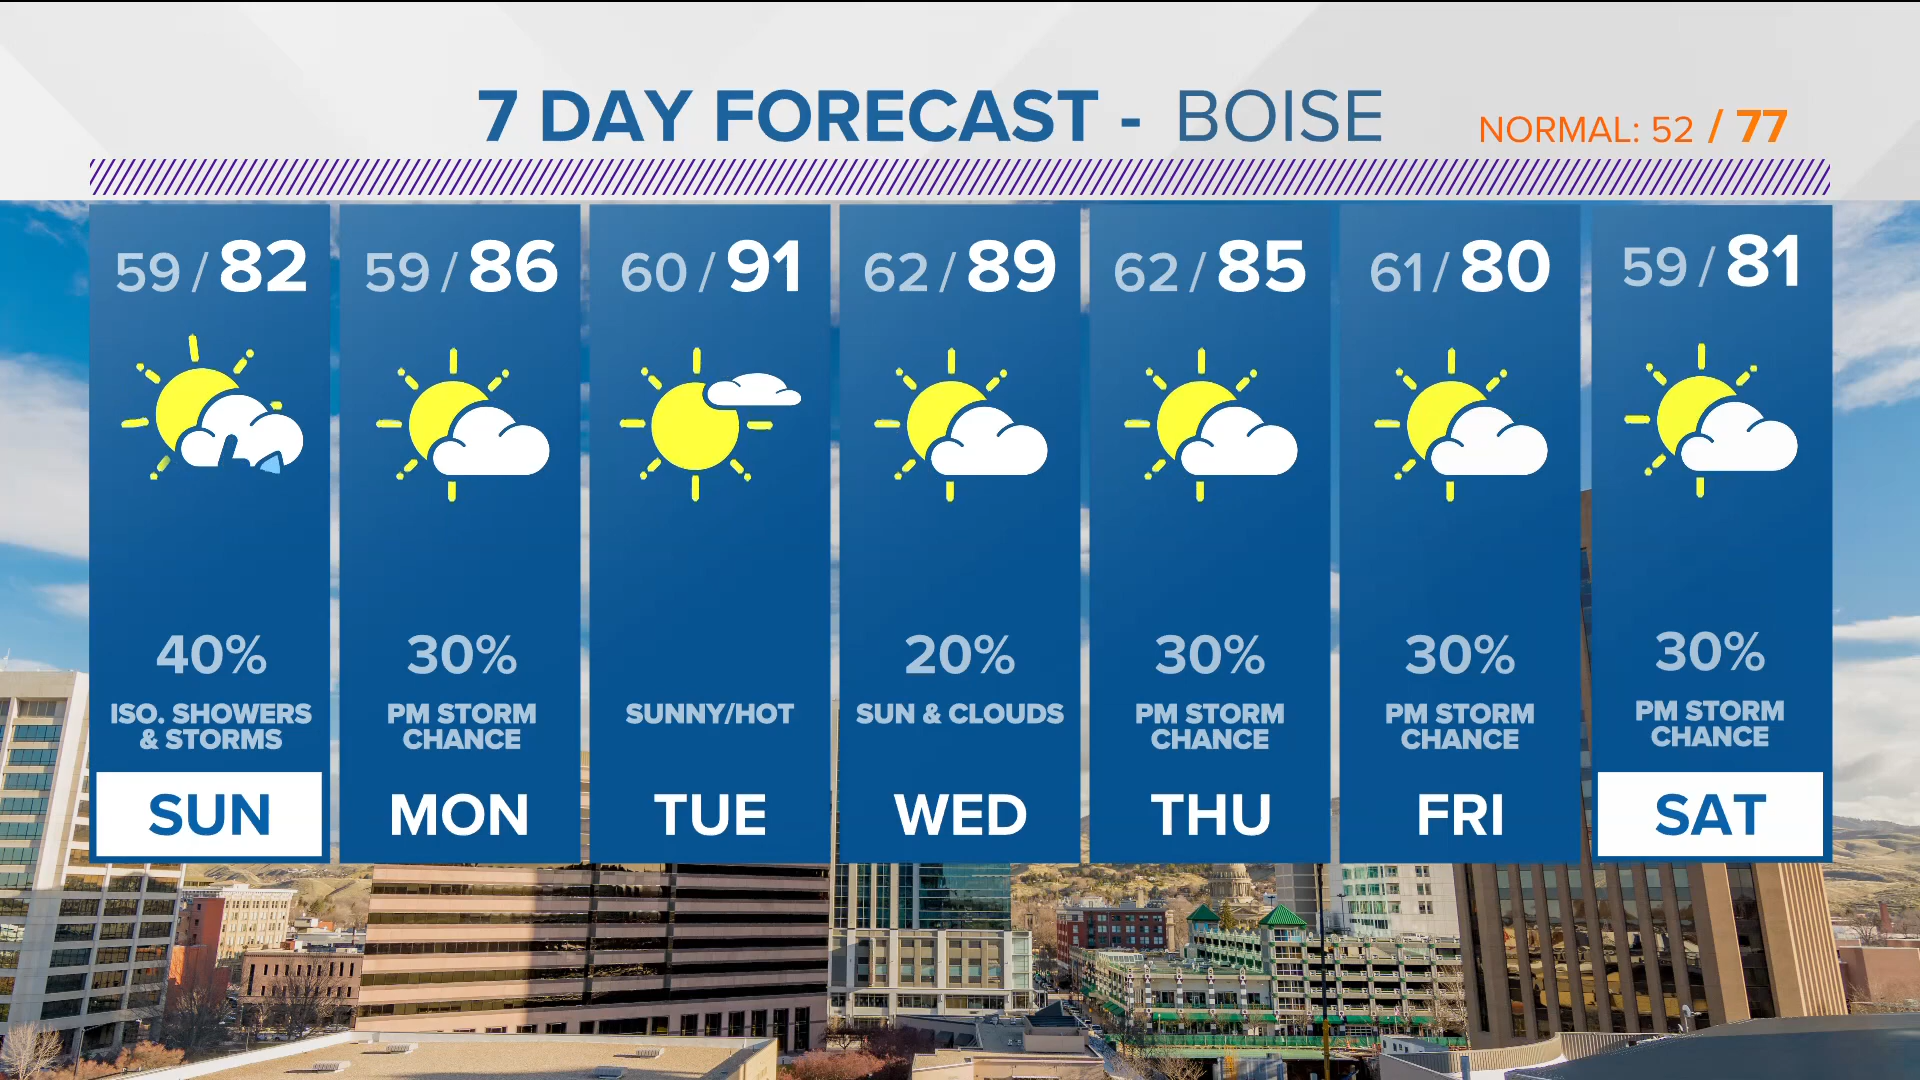 7 DAY FORECAST - BOISE
NORMAL: 52 / 77
59 / 82
40%
ISO. SHOWERS
& STORMS
SUN
59 / 86
30%
PM STORM
CHANCE
MON
60 / 91
SUNNY/HOT
TUE
62 / 89
20%
SUN & CLOUDS
WED
62 / 85
30%
PM STORM
CHANCE
THU
61 / 80
30%
PM STORM
CHANCE
FRI
59 / 81
30%
PM STORM
CHANCE
SAT